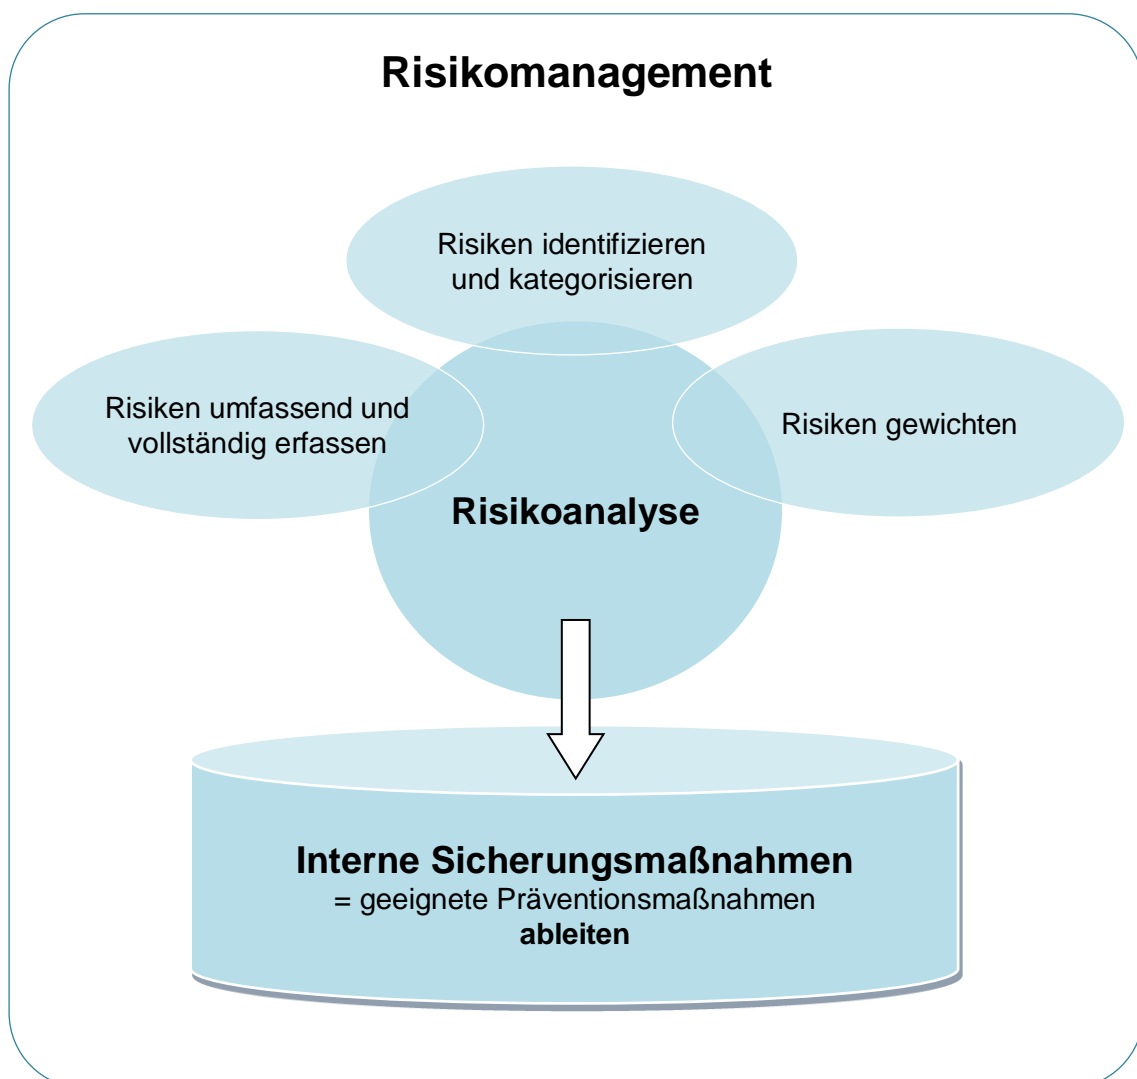 Risikomanagement
Risiken identifizieren
und kategorisieren
Risiken umfassend und
vollständig erfassen
Risiken gewichten
Risikoanalyse
Interne Sicherungsmaßnahmen
= geeignete Präventionsmaßnahmen
ableiten